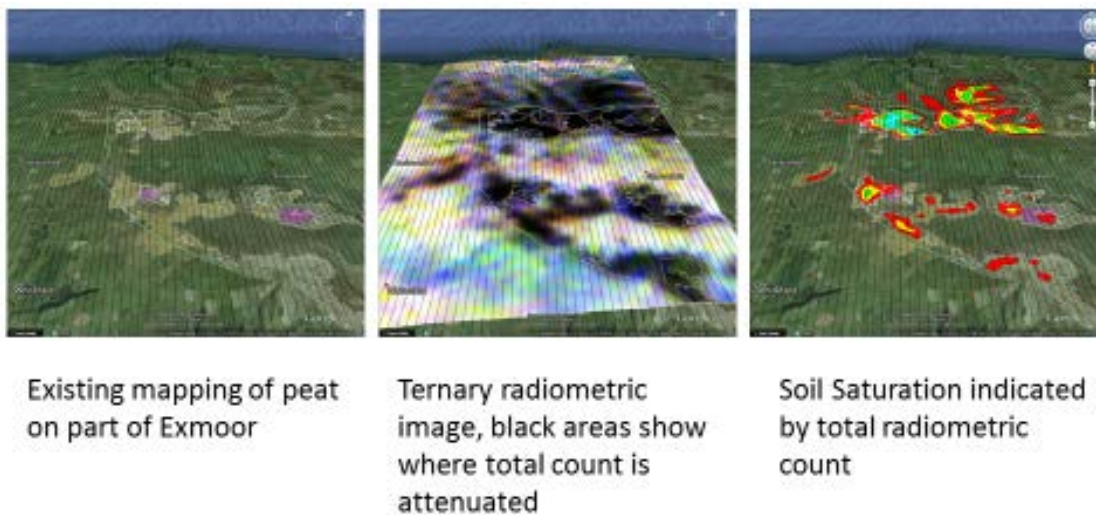 Existing mapping of peat
on part of Exmoor
Ternary radiometric
image, black areas show
where total count is
attenuated
Soil Saturation indicated
by total radiometric
count